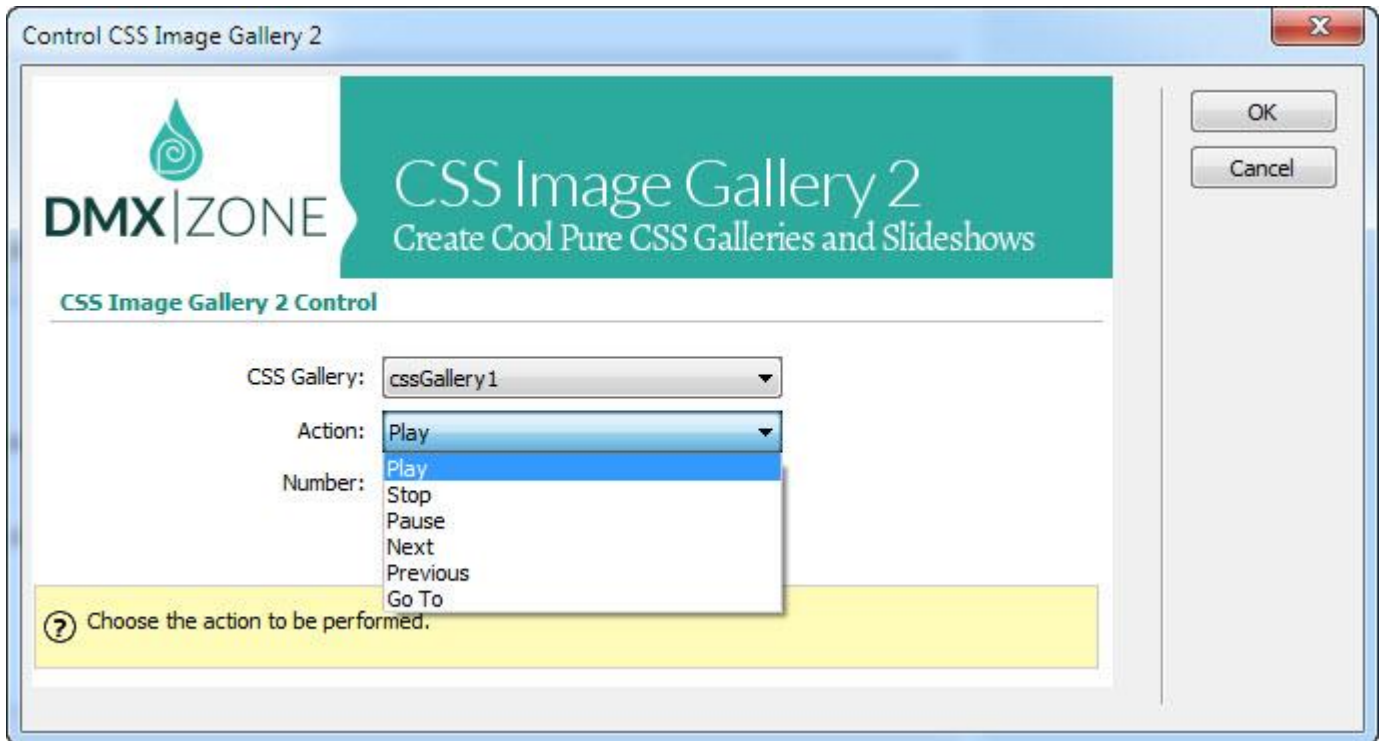 Control CSS Image Gallery 2
OK
Cancel
DMX|ZONE
CSS Image Gallery 2
Create Cool Pure CSS Galleries and Slideshows
CSS Image Gallery 2 Control
CSS Gallery: cssGallery1
Action: Play
Number:
Play
Stop
Pause
Next
Previous
Go To
? Choose the action to be performed.